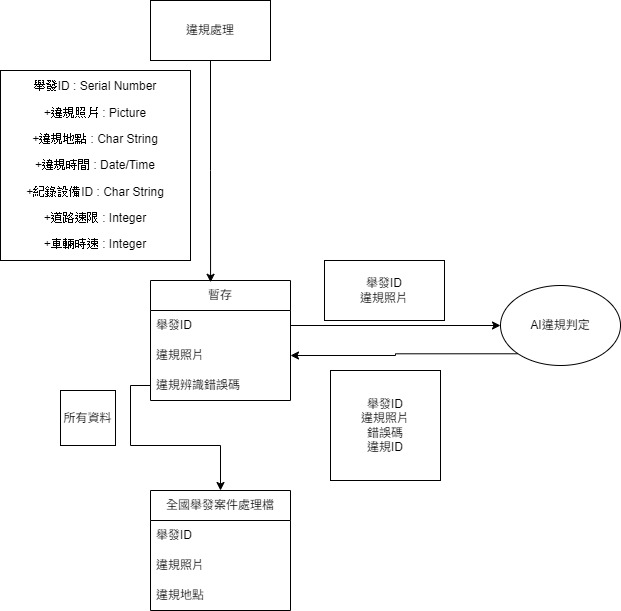 違規處理
舉發ID : Serial Number
+違規照片 : Picture
+違規地點 : Char String
+違規時間 : Date/Time
+紀錄設備ID : Char String
+道路速限 : Integer
+車輛時速 : Integer
暫存
舉發ID
違規照片
違規辨識錯誤碼
舉發ID
違規照片
AI違規判定
舉發ID
違規照片
錯誤碼
違規ID
所有資料
全國舉發案件處理檔
舉發ID
違規照片
違規地點